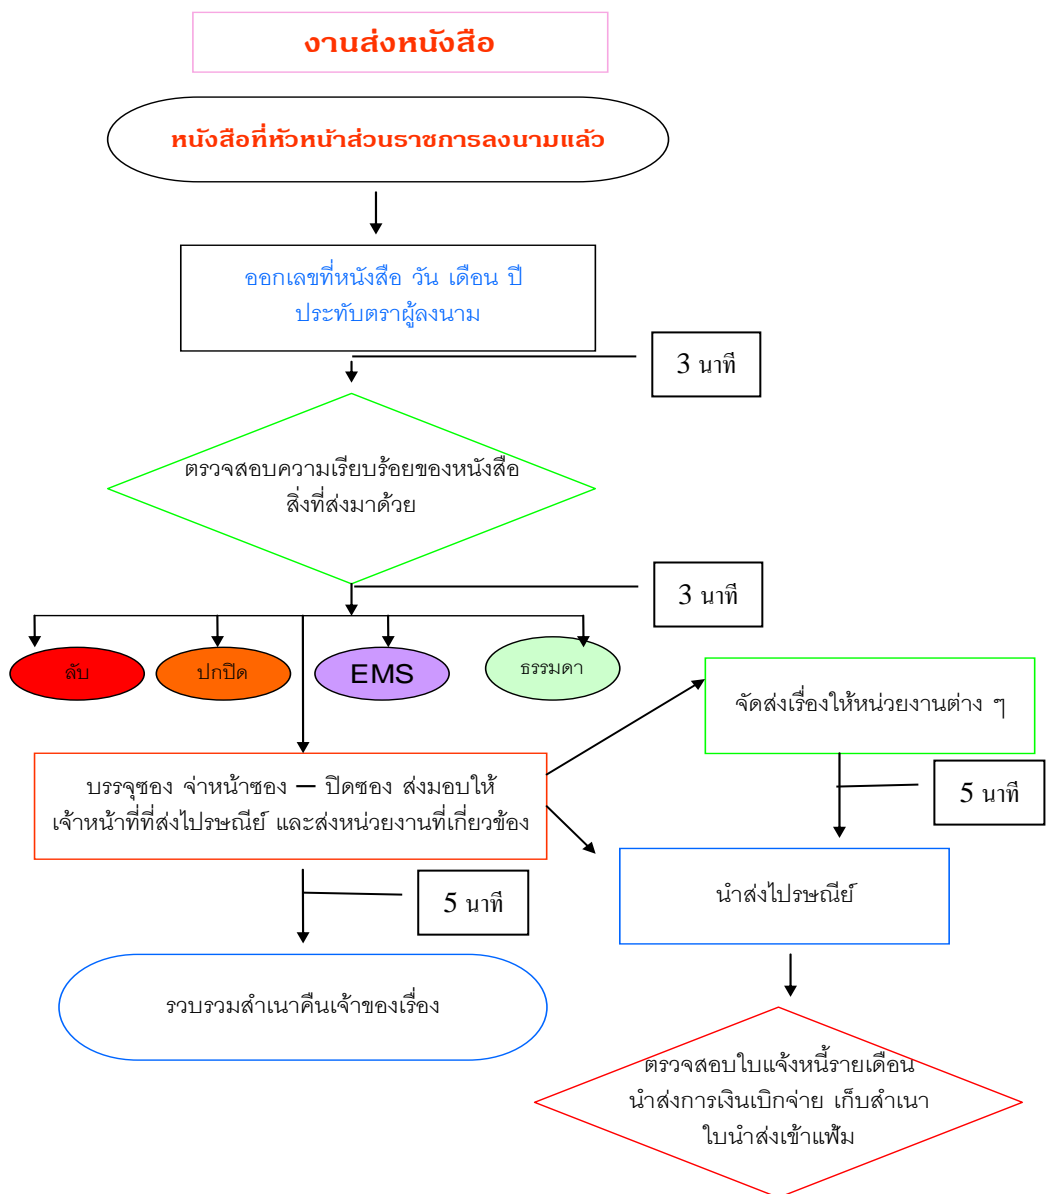 งานส่งหนังสือ
หนังสือที่หัวหน้าส่วนราชการลงนามแล้ว
ออกเลขที่หนังสือ วัน เดือน ปี
ประทับตราผู้ลงนาม
3 นาที
ตรวจสอบความเรียบร้อยของหนังสือ
สิ่งที่ส่งมาด้วย
3 นาที
ลับ
ปกปิด
EMS
ธรรมดา
จัดส่งเรื่องให้หน่วยงานต่าง ๆ
บรรจุซอง จ่าหน้าซอง – ปิดซอง ส่งมอบให้
เจ้าหน้าที่ที่ส่งไปรษณีย์ และส่งหน่วยงานที่เกี่ยวข้อง
5 นาที
นำส่งไปรษณีย์
5 นาที
รวบรวมสำเนาคืนเจ้าของเรื่อง
ตรวจสอบใบแจ้งหนี้รายเดือน
นำส่งการเงินเบิกจ่าย เก็บสำเนา
ใบนำส่งเข้าแฟ้ม